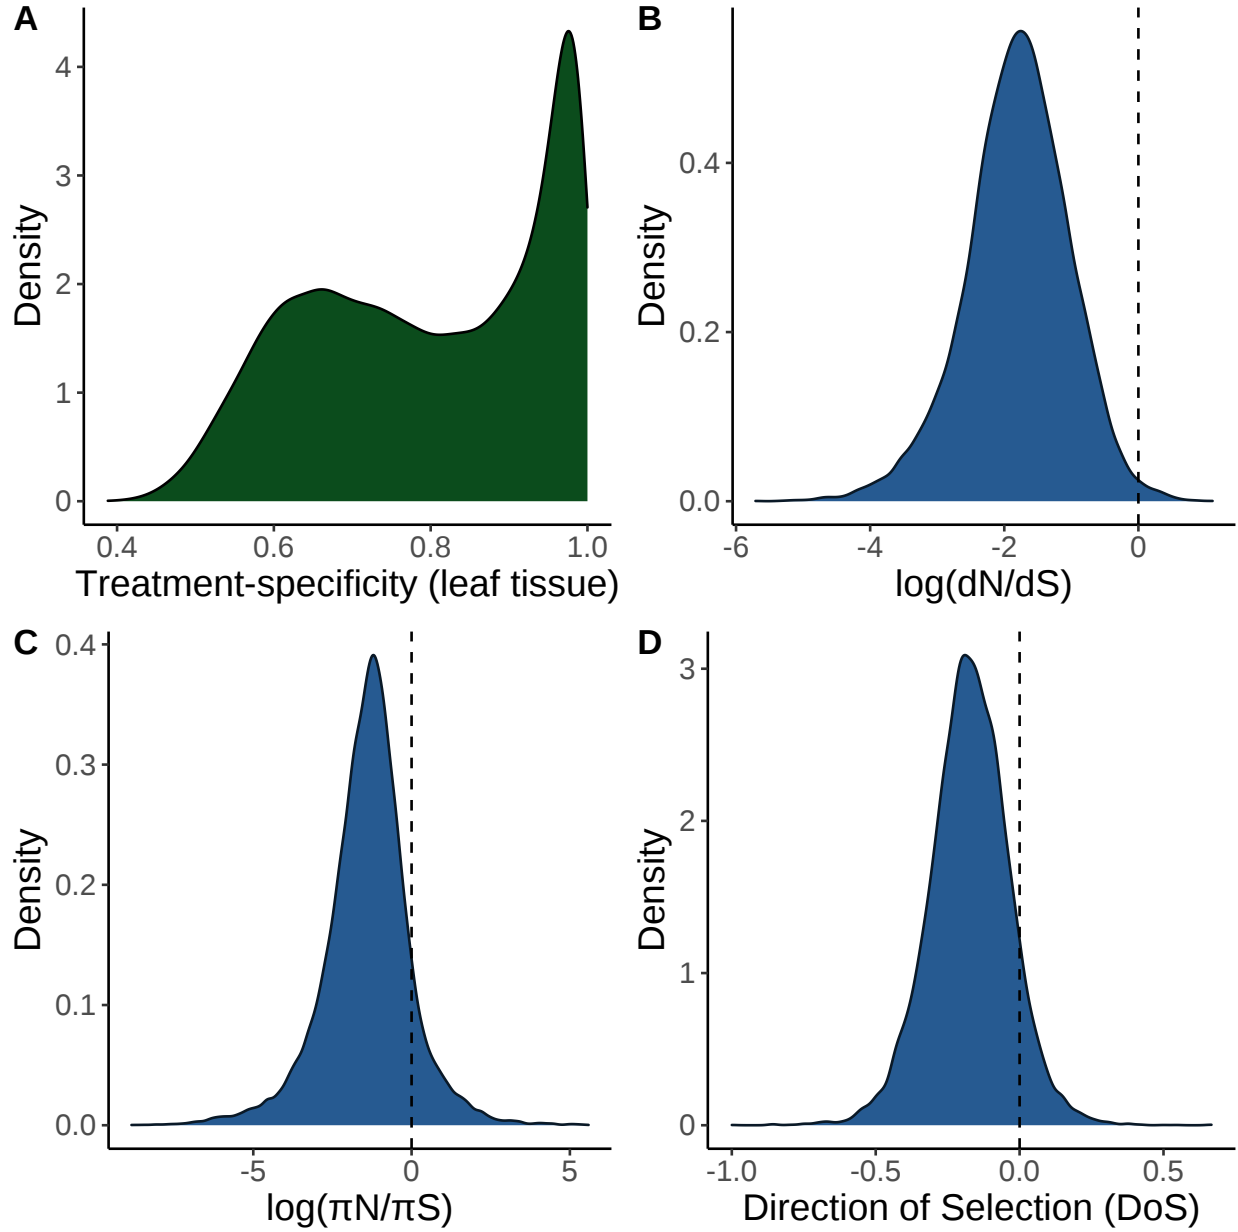 A
Density
4
3
2
1
0
0.4 0.6 0.8 1.0
Treatment-specificity (leaf tissue)
B
Density
0.4
0.2
0.0
-6 -4 -2 0
log(dN/dS)
C
Density
0.4
0.3
0.2
0.1
0.0
-5 0 5
log(πN/πS)
D
Density
3
2
1
0
-1.0 -0.5 0.0 0.5
Direction of Selection (DoS)